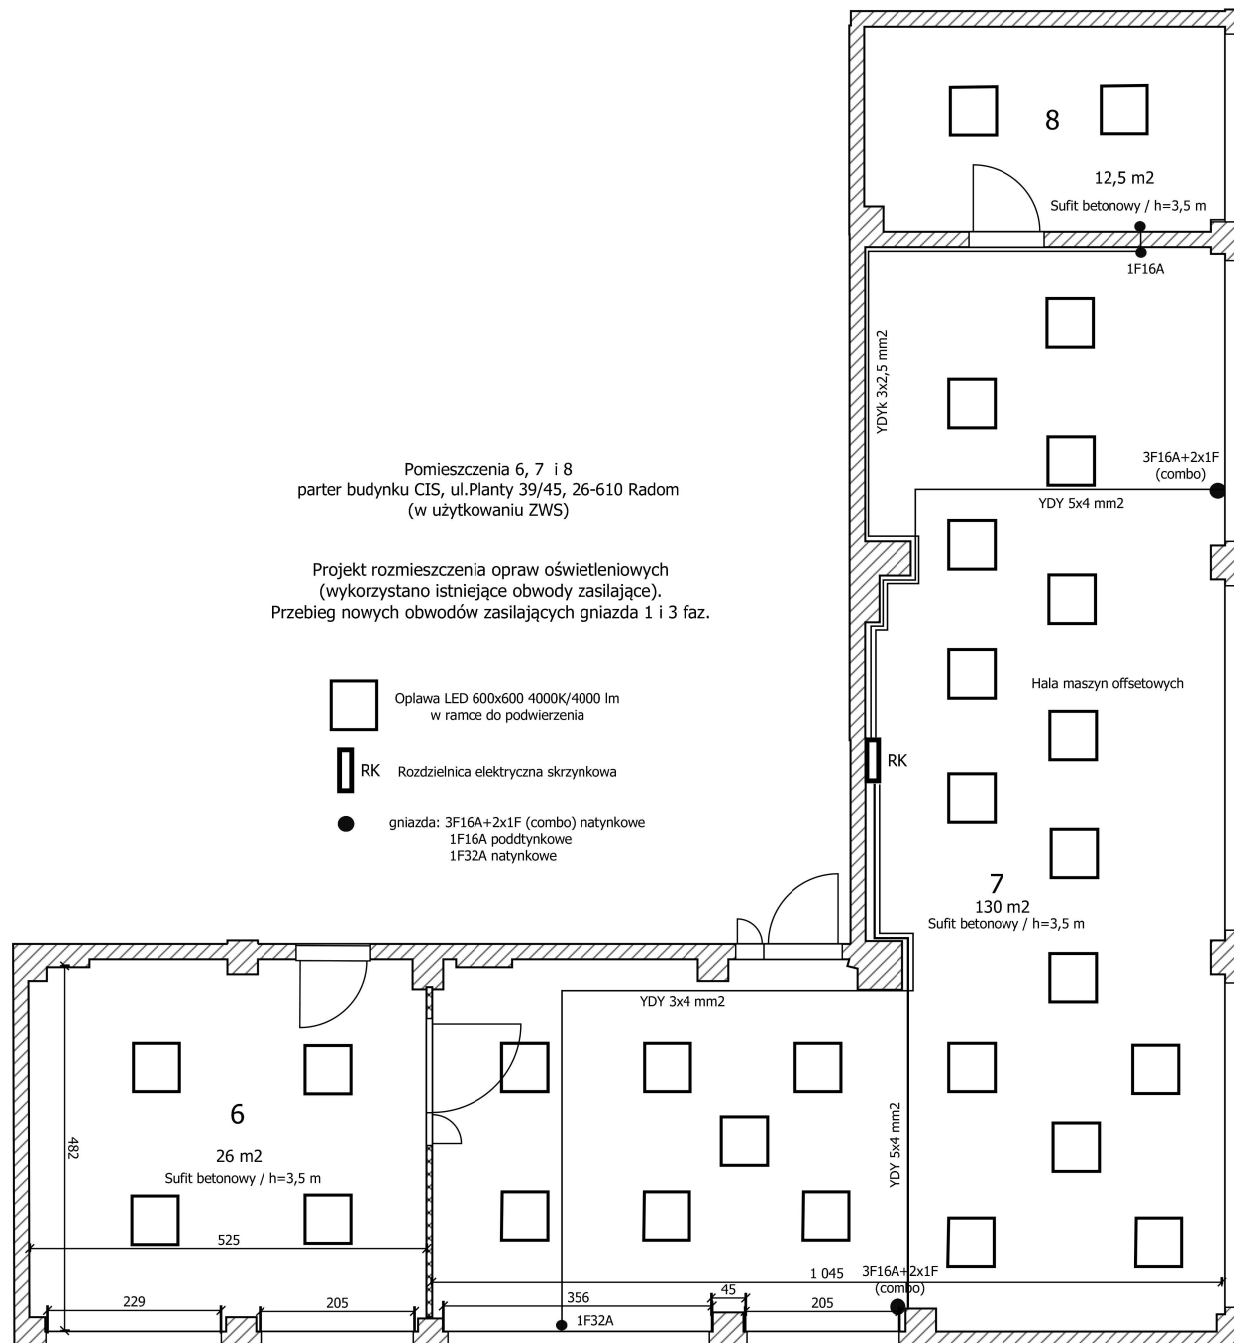 8
12,5 m2
Sufit betonowy / h=3,5 m
1F16A
YDYk 3x2,5 mm2
3F16A+2x1F
(combo)
YDY 5x4 mm2
Pomieszczenia 6, 7 i 8
parter budynku CIS, ul.Planty 39/45, 26-610 Radom
(w użytkowaniu ZWS)
Projekt rozmieszczenia opraw oświetleniowych
(wykorzystano istniejące obwody zasilające).
Przebieg nowych obwodów zasilających gniazda 1 i 3 faz.
Oplawa LED 600x600 4000K/4000 lm
w ramce do podwierzenia
RK
Rozdzielnica elektryczna skrzynkowa
gniazda: 3F16A+2x1F (combo) natynkowe
1F16A poddtynkowe
1F32A natynkowe
Hala maszyn offsetowych
RK
7
130 m2
Sufit betonowy / h=3,5 m
YDY 3x4 mm2
YDY 5x4 mm2
482
6
26 m2
Sufit betonowy / h=3,5 m
525
229
205
1 045
3F16A+2x1F
(combo)
356
45
205
1F32A